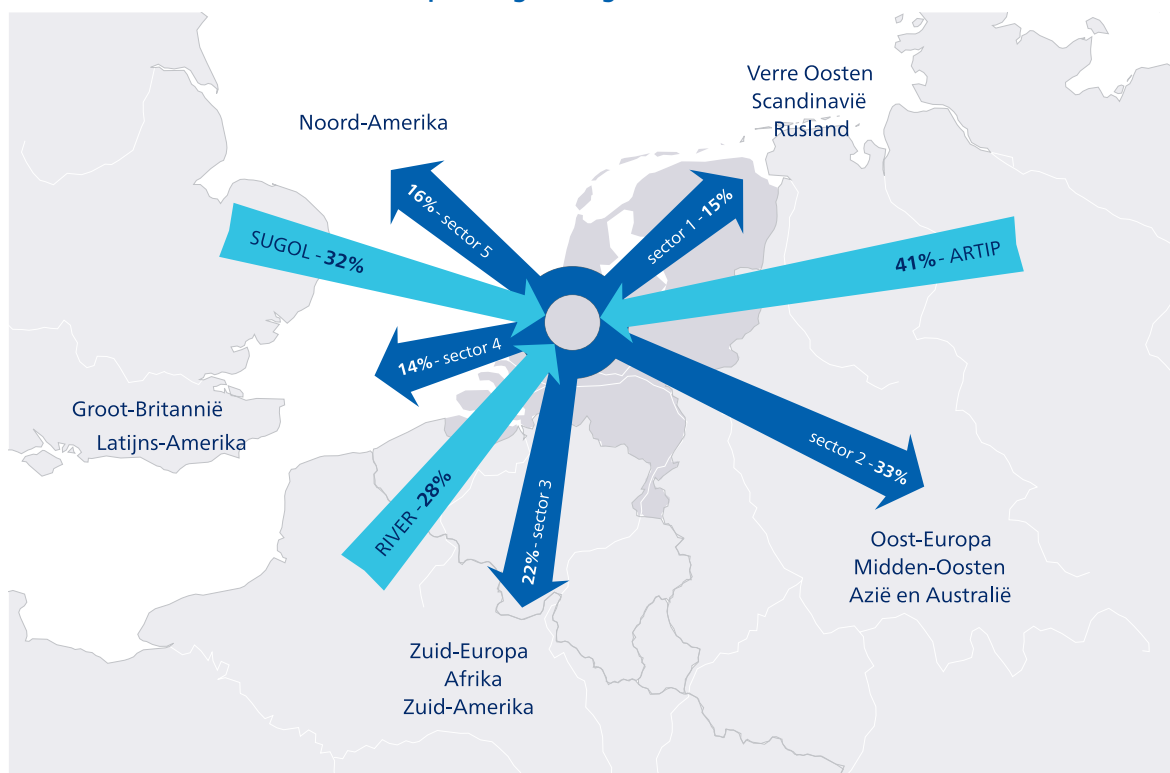 Noord-Amerika
Verre Oosten
Scandinavië
Rusland
16% - sector 5
sector 1 - 15%
SUGOL - 32%
41% - ARTIP
14% - sector 4
Groot-Britannië
Latijns-Amerika
RIVER - 28%
22% - sector 3
sector 2 - 33%
Oost-Europa
Midden-Oosten
Azië en Australië
Zuid-Europa
Afrika
Zuid-Amerika